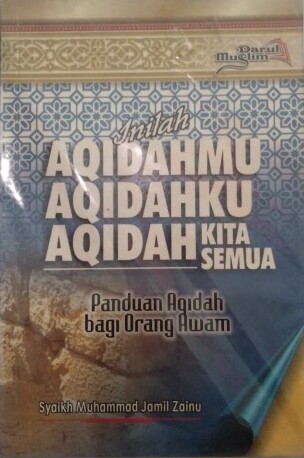 Darul
Muslim
Inilah
AQIDAHMU
AQIDAHKU
AQIDAH KITA
SEMUA
Panduan Aqidah
bagi Orang Awam
Syaikh Muhammad Jamil Zainu